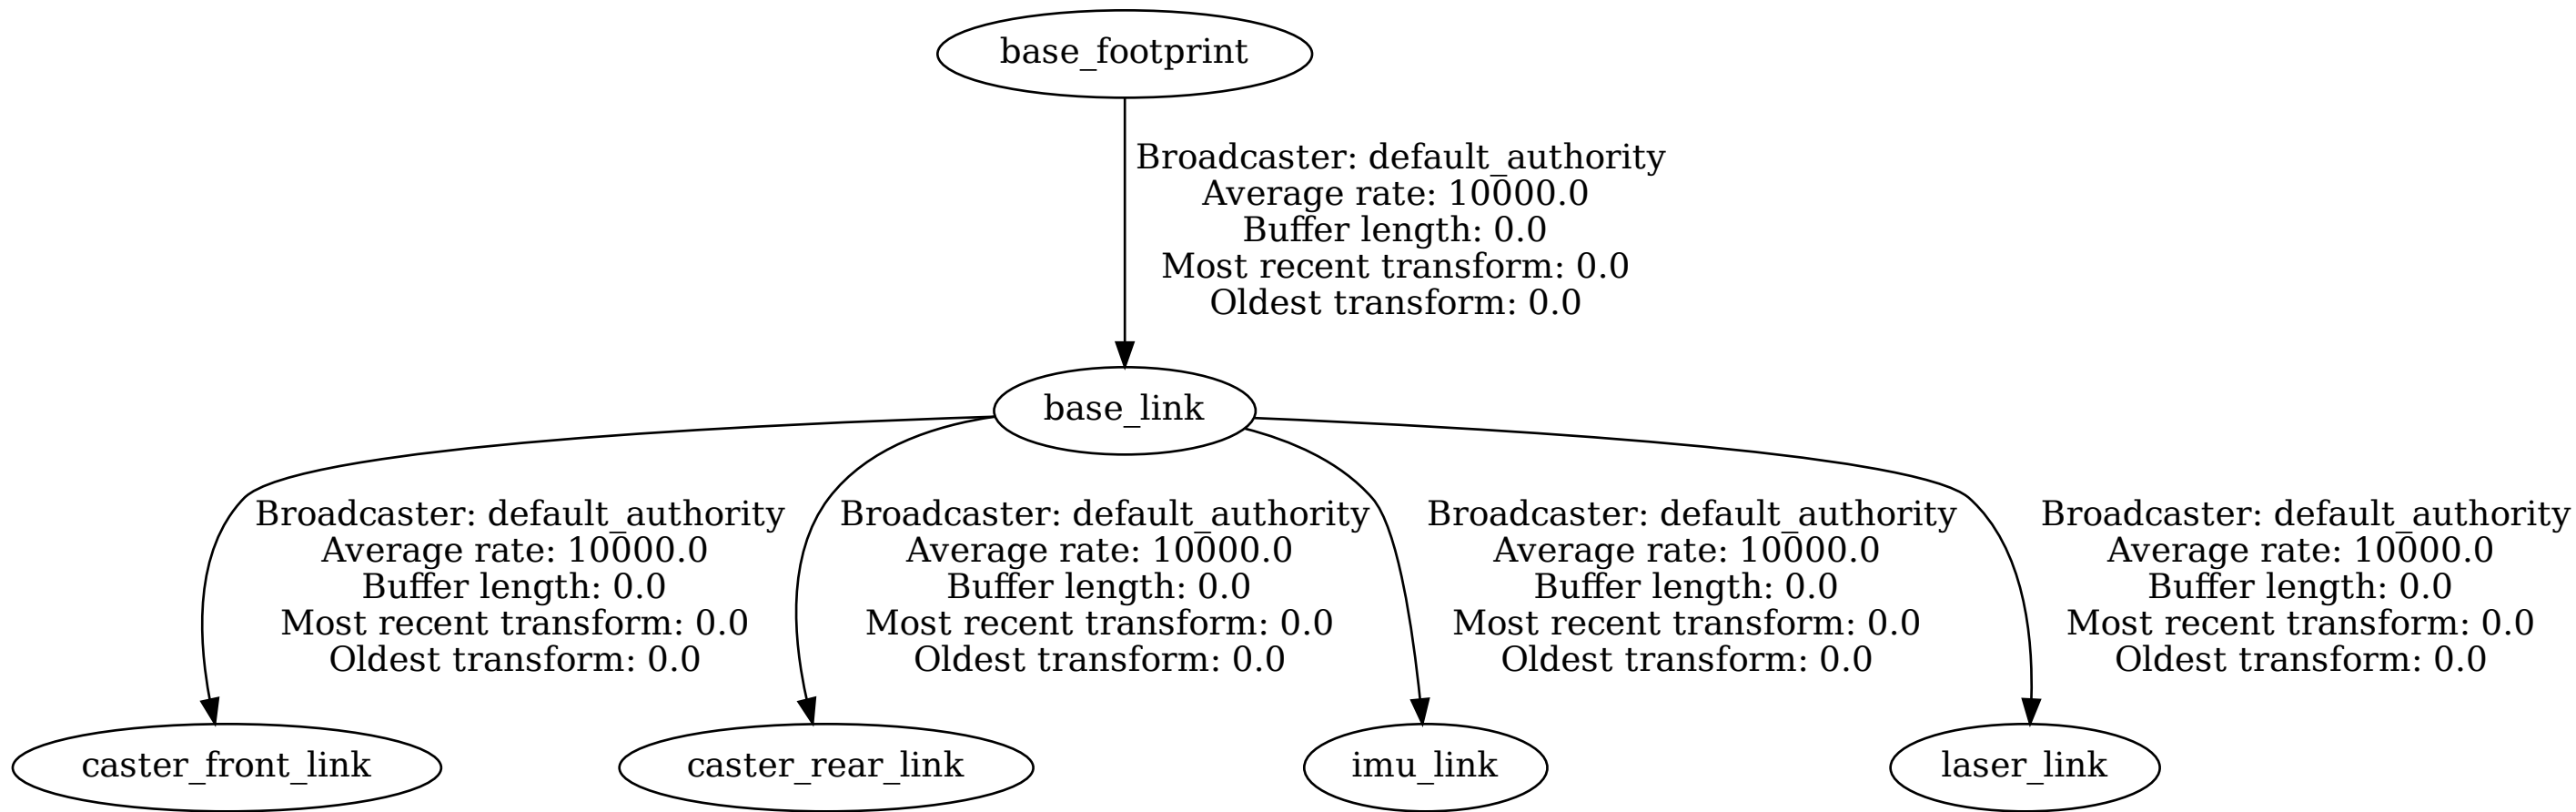 base_footprint
Broadcaster: default_authority
Average rate: 10000.0
Buffer length: 0.0
Most recent transform: 0.0
Oldest transform: 0.0
base_link
Broadcaster: default_authority
Average rate: 10000.0
Buffer length: 0.0
Most recent transform: 0.0
Oldest transform: 0.0
Broadcaster: default_authority
Average rate: 10000.0
Buffer length: 0.0
Most recent transform: 0.0
Oldest transform: 0.0
Broadcaster: default_authority
Average rate: 10000.0
Buffer length: 0.0
Most recent transform: 0.0
Oldest transform: 0.0
Broadcaster: default_authority
Average rate: 10000.0
Buffer length: 0.0
Most recent transform: 0.0
Oldest transform: 0.0
caster_front_link
caster_rear_link
imu_link
laser_link